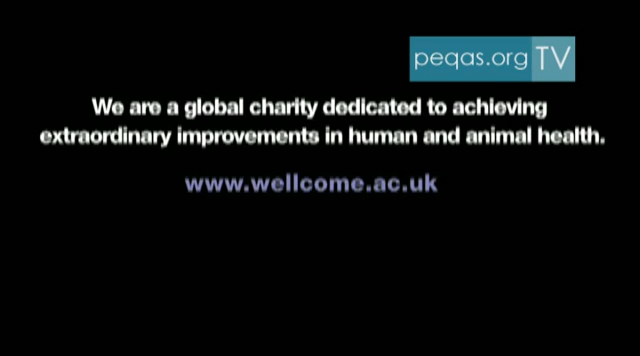 peqas.org TV
We are a global charity dedicated to achieving
extraordinary improvements in human and animal health.
www.wellcome.ac.uk